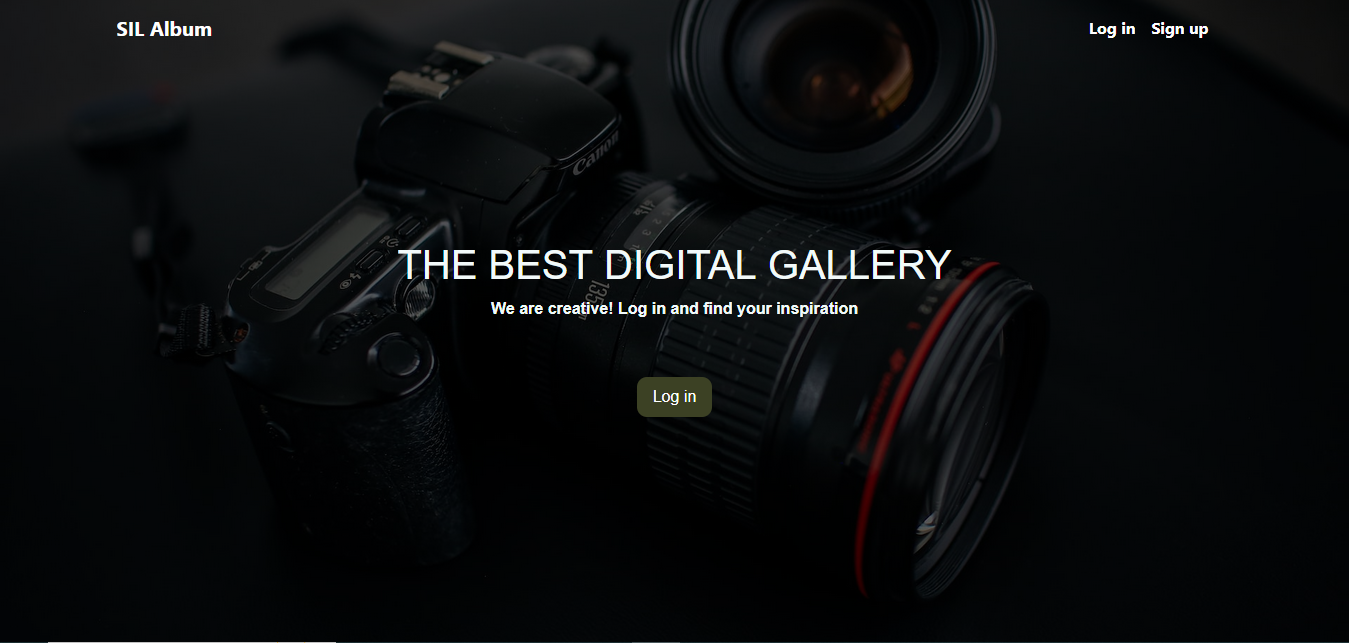 SIL Album
Log in Sign up
Canon
THE BEST DIGITAL GALLERY
We are creative! Log in and find your inspiration
Log in